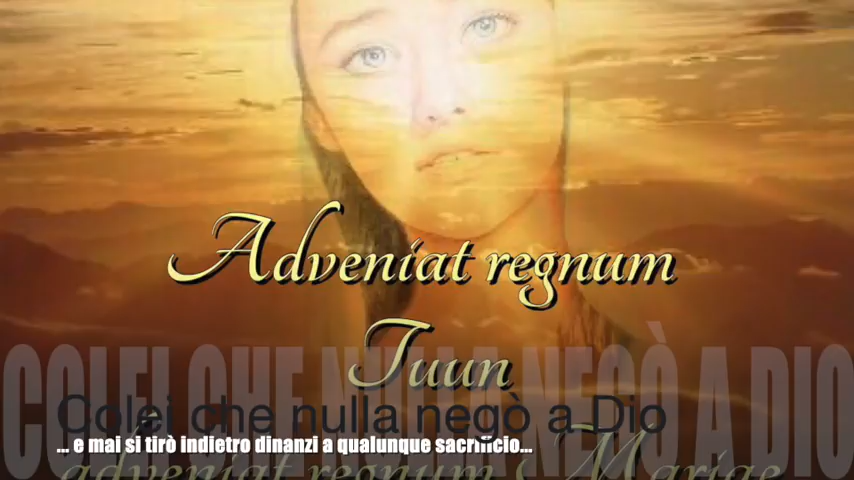 Adveniat regnum
Tuun
COLEI CHE NULLA NEGÒ A DIO
Colei che nulla negò a Dio
... e mai si tirò indietro dinanzi a qualunque sacrificio...
adveniat regnum Mariae